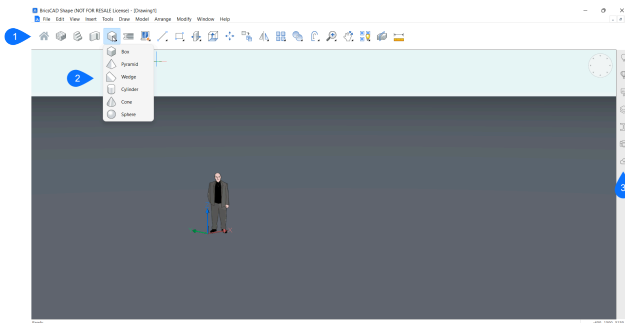 BricsCAD Shape (NOT FOR RESALE License) - [Drawing1]
File Edit View Insert Tools Draw Model Arrange Modify Window Help
1
Box
Pyramid
2
Wedge
Cylinder
Cone
Sphere
3